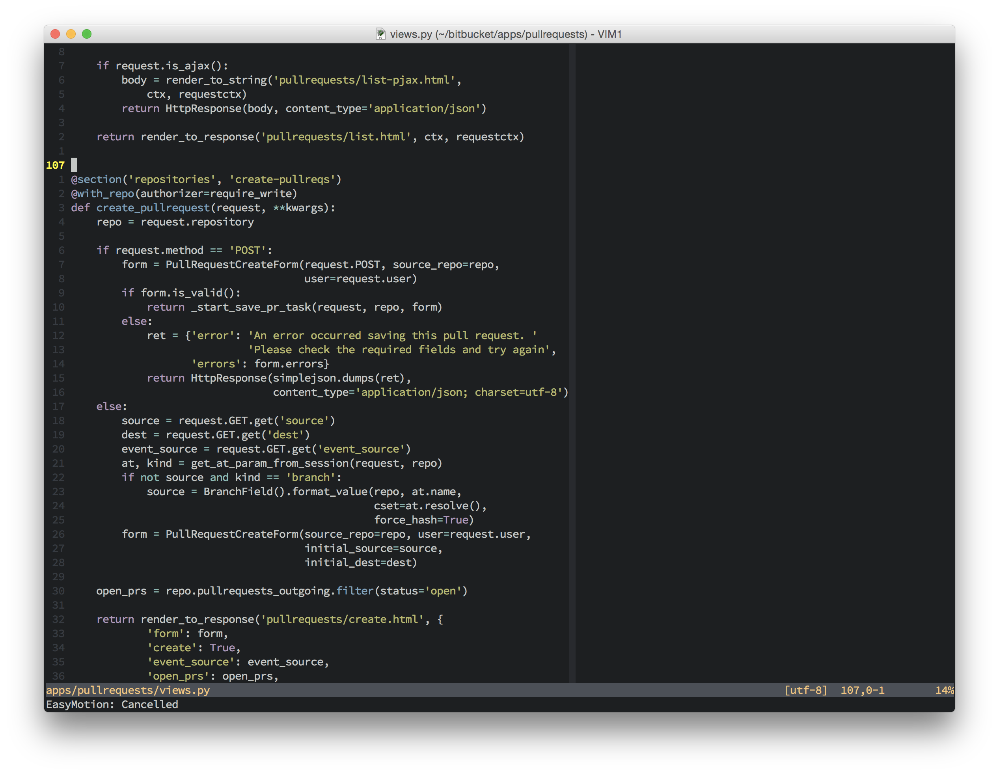 views.py (~/bitbucket/apps/pullrequests) - VIM1
8
7     if request.is_ajax():
6         body = render_to_string('pullrequests/list-pjax.html',
5             ctx, requestctx)
4         return HttpResponse(body, content_type='application/json')
3
2     return render_to_response('pullrequests/list.html', ctx, requestctx)
1
107
1 @section('repositories', 'create-pullreqs')
2 @with_repo(authorizer=require_write)
3 def create_pullrequest(request, **kwargs):
4     repo = request.repository
5
6     if request.method == 'POST':
7         form = PullRequestCreateForm(request.POST, source_repo=repo,
8                                      user=request.user)
9         if form.is_valid():
10             return _start_save_pr_task(request, repo, form)
11         else:
12             ret = {'error': 'An error occurred saving this pull request. '
13                             'Please check the required fields and try again',
14                    'errors': form.errors}
15             return HttpResponse(simplejson.dumps(ret),
16                                 content_type='application/json; charset=utf-8')
17     else:
18         source = request.GET.get('source')
19         dest = request.GET.get('dest')
20         event_source = request.GET.get('event_source')
21         at, kind = get_at_param_from_session(request, repo)
22         if not source and kind == 'branch':
23             source = BranchField().format_value(repo, at.name,
24                                                 cset=at.resolve(),
25                                                 force_hash=True)
26         form = PullRequestCreateForm(source_repo=repo, user=request.user,
27                                      initial_source=source,
28                                      initial_dest=dest)
29
30     open_prs = repo.pullrequests_outgoing.filter(status='open')
31
32     return render_to_response('pullrequests/create.html', {
33             'form': form,
34             'create': True,
35             'event_source': event_source,
36             'open_prs': open_prs,
apps/pullrequests/views.py [utf-8] 107,0-1 14%
EasyMotion: Cancelled